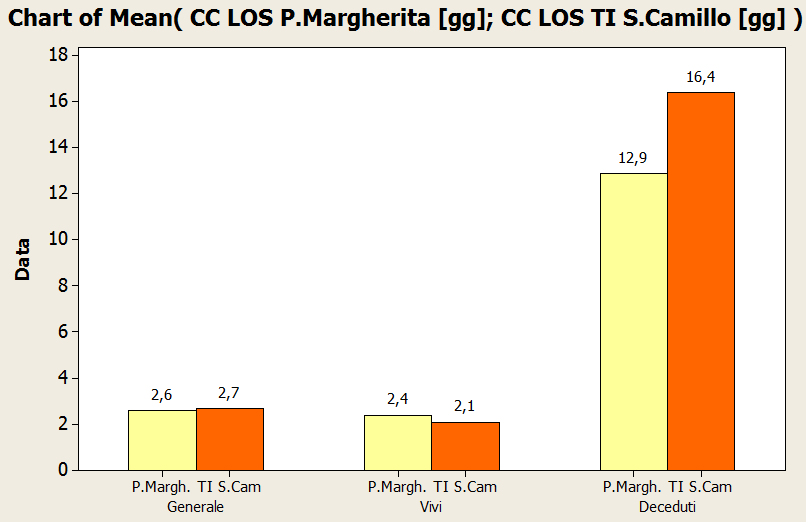 Chart of Mean( CC LOS P.Margherita [gg]; CC LOS TI S.Camillo [gg] )
18
16
14
12
10
8
6
4
2
0
Data
2,6
2,7
2,4
2,1
12,9
16,4
P.Margh. TI S.Cam
Generale
P.Margh. TI S.Cam
Vivi
P.Margh. TI S.Cam
Deceduti